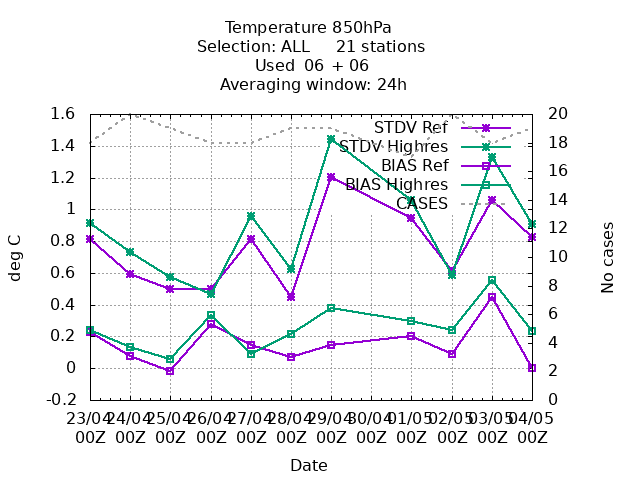 Temperature 850hPa
Selection: ALL 21 stations
Used 06 + 06
Averaging window: 24h
1.6
1.4
1.2
1
0.8
0.6
0.4
0.2
0
-0.2
20
18
16
14
12
10
8
6
4
2
0
deg C
No cases
STDV Ref
STDV Highres
BIAS Ref
BIAS Highres
CASES
23/04 24/04 25/04 26/04 27/04 28/04 29/04 30/04 01/05 02/05 03/05 04/05
00Z 00Z 00Z 00Z 00Z 00Z 00Z 00Z 00Z 00Z 00Z 00Z
Date